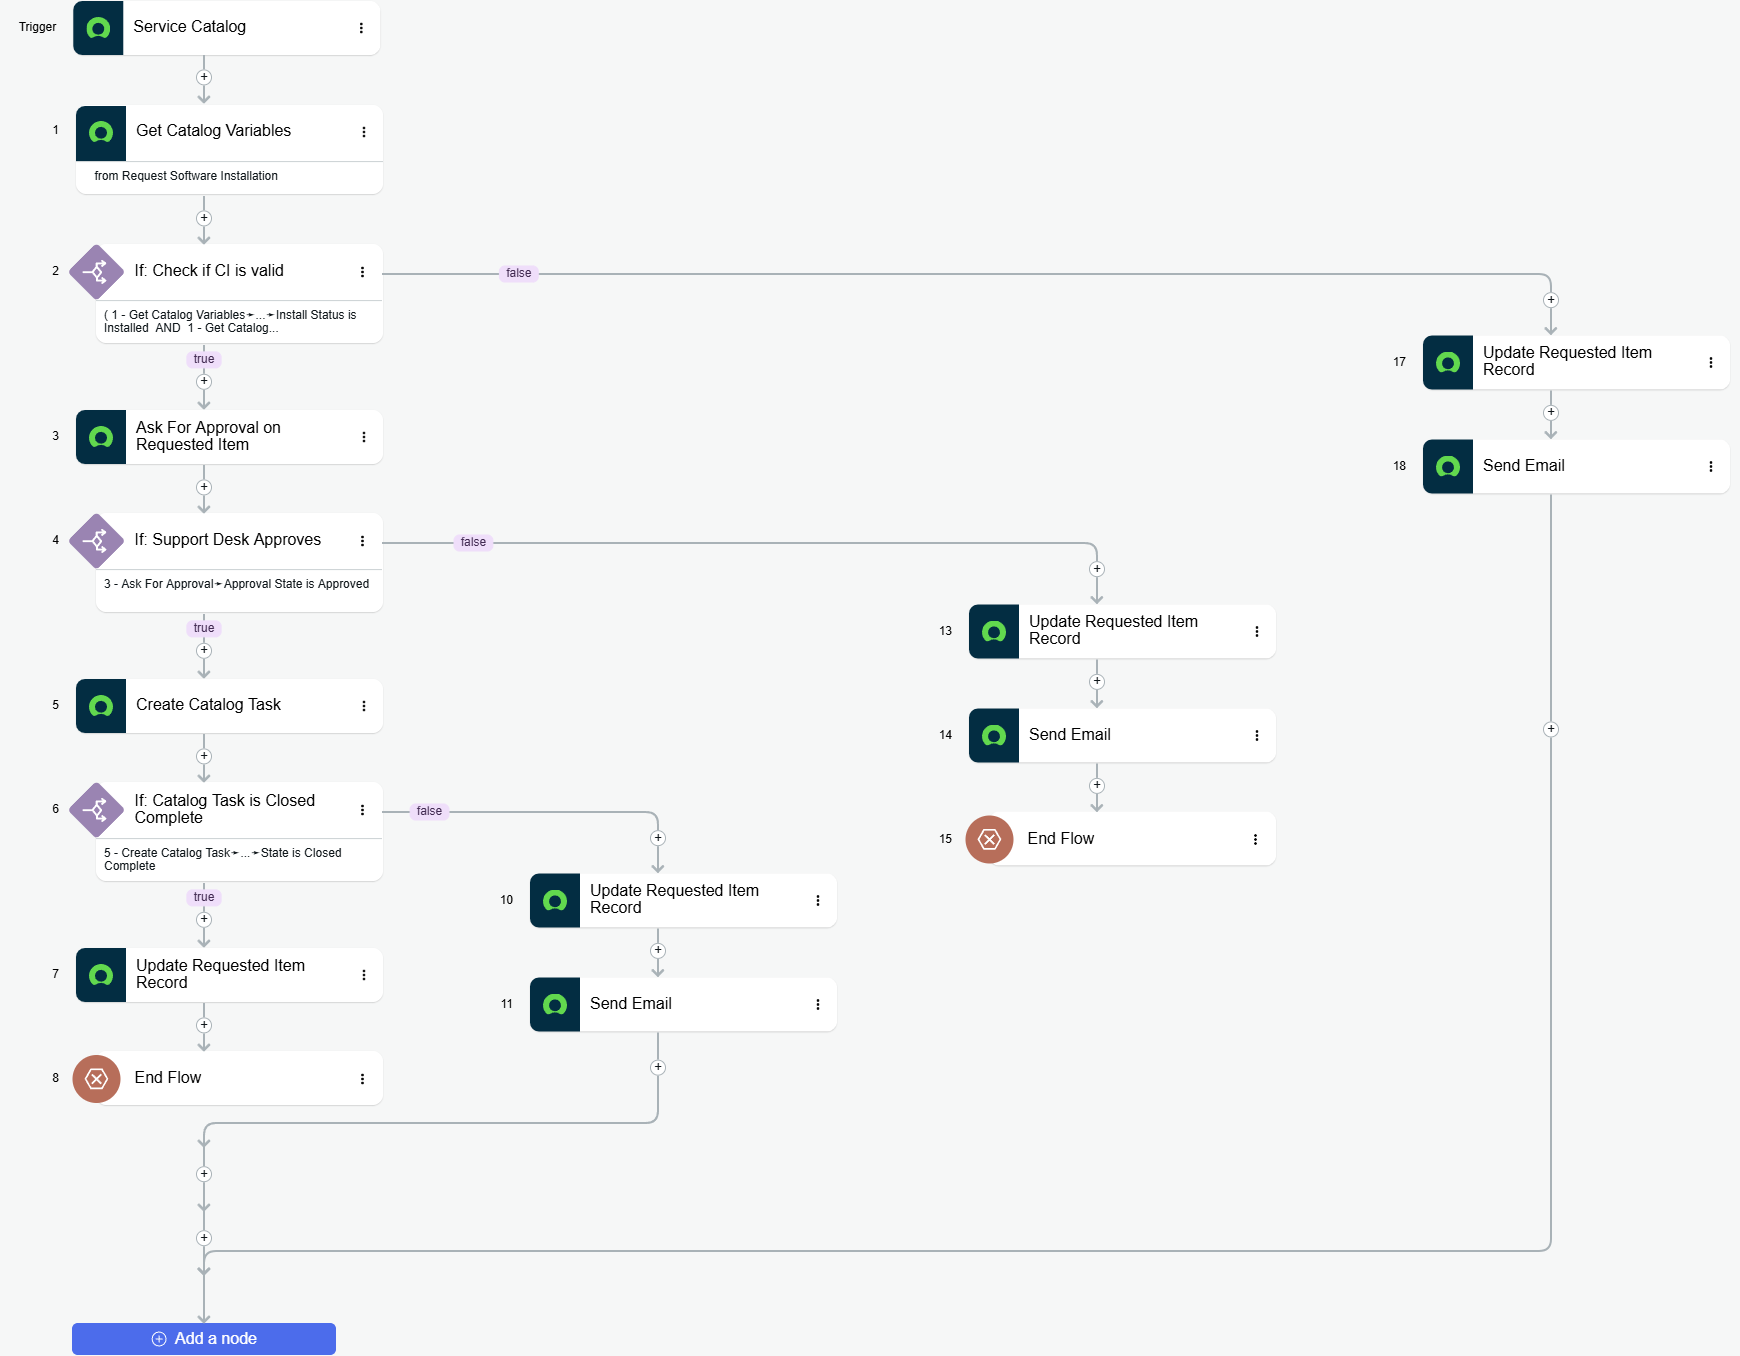 Trigger
Service Catalog
1
Get Catalog Variables
from Request Software Installation
2
If: Check if CI is valid
( 1 - Get Catalog Variables➛...➛Install Status is
Installed  AND  1 - Get Catalog...
false
true
17
Update Requested Item
Record
3
Ask For Approval on
Requested Item
18
Send Email
4
If: Support Desk Approves
3 - Ask For Approval➛Approval State is Approved
false
true
13
Update Requested Item
Record
5
Create Catalog Task
14
Send Email
6
If: Catalog Task is Closed
Complete
5 - Create Catalog Task➛...➛State is Closed
Complete
false
true
15
End Flow
10
Update Requested Item
Record
7
Update Requested Item
Record
11
Send Email
8
End Flow
Add a node